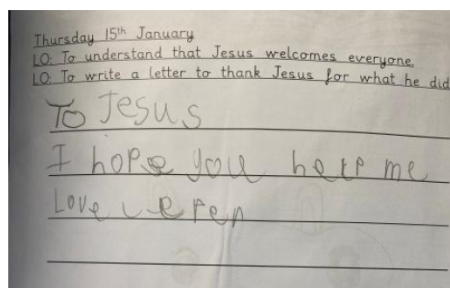 Thursday 15th January
LO: To understand that Jesus welcomes everyone.
LO: To write a letter to thank Jesus for what he did
To Jesus
I hope you help me
Love